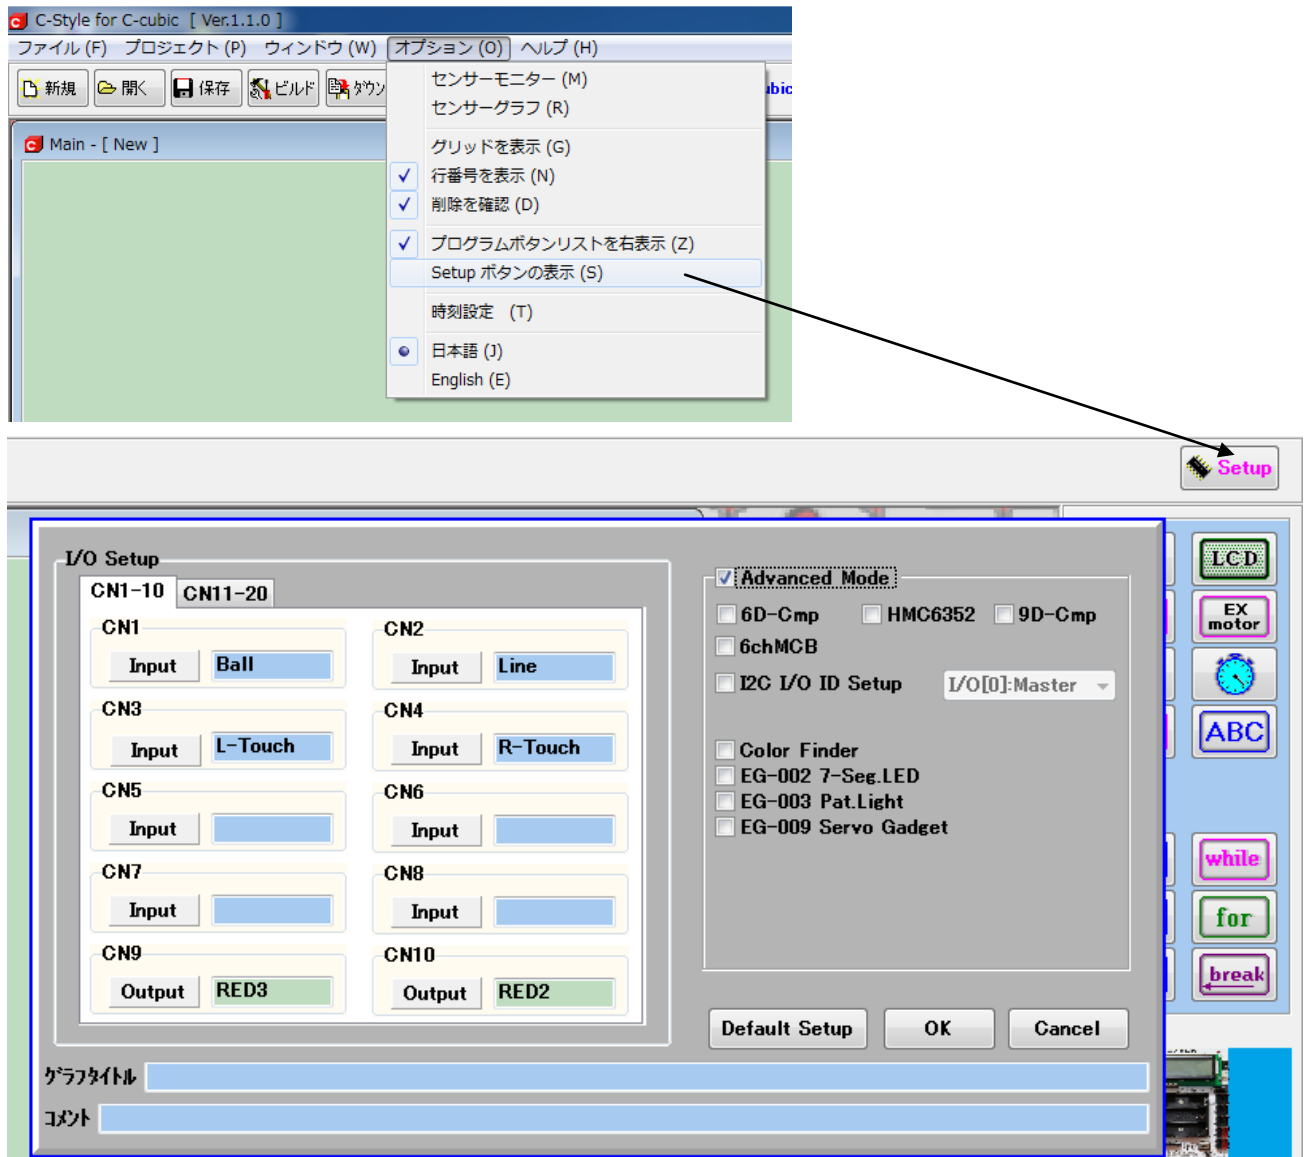 C-Style for C-cubic [ Ver.1.1.0 ]
ファイル (F) プロジェクト (P) ウィンドウ (W) オプション (O) ヘルプ (H)
新規 開く 保存 ビルド ﾀﾞｳﾝ
Main - [ New ]
センサーモニター (M)
センサーグラフ (R)
グリッドを表示 (G)
行番号を表示 (N)
削除を確認 (D)
プログラムボタンリストを右表示 (Z)
Setup ボタンの表示 (S)
時刻設定 (T)
日本語 (J)
English (E)
Setup
I/O Setup
CN1-10 CN11-20
CN1 CN2
Input Ball Input Line
CN3 CN4
Input L-Touch Input R-Touch
CN5 CN6
Input Input
CN7 CN8
Input Input
CN9 CN10
Output RED3 Output RED2
Advanced Mode
6D-Cmp HMC6352 9D-Cmp
6chMCB
I2C I/O ID Setup I/O[0]:Master
Color Finder
EG-002 7-Seg.LED
EG-003 Pat.Light
EG-009 Servo Gadget
Default Setup OK Cancel
ｸﾞﾗﾌﾀｲﾄﾙ
ｺﾒﾝﾄ
LCD
EX
motor
ABC
while
for
break